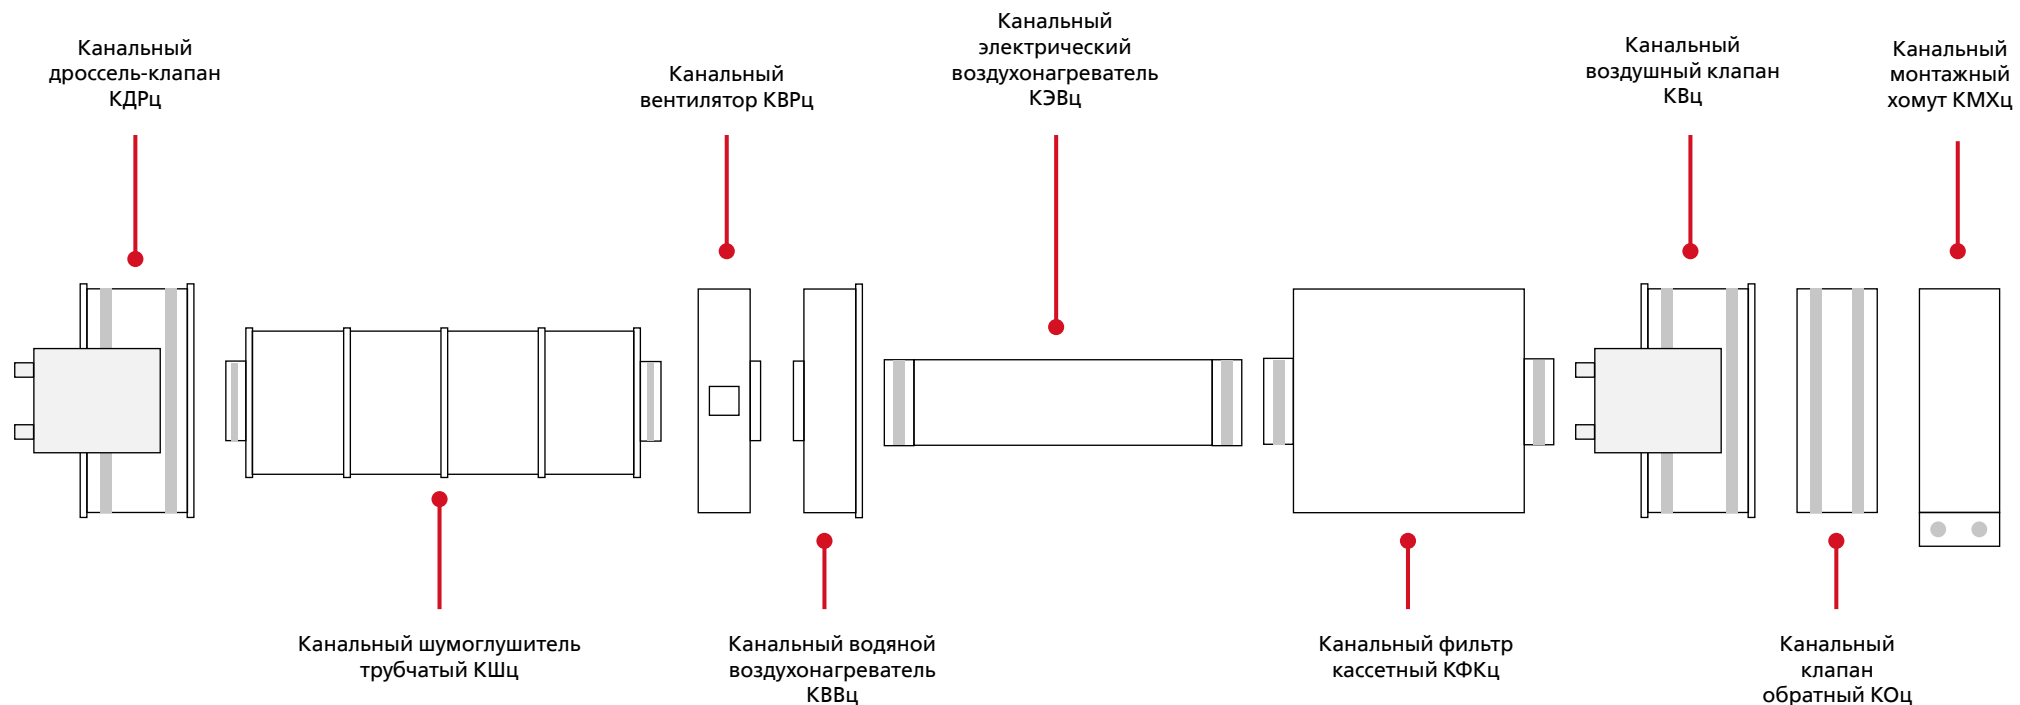 Канальный
дроссель-клапан
КДРц
Канальный
вентилятор КВРц
Канальный
электрический
воздухонагреватель
КЭВц
Канальный
воздушный клапан
КВц
Канальный
монтажный
хомут КМХц
Канальный шумоглушитель
трубчатый КШц
Канальный водяной
воздухонагреватель
КВВц
Канальный фильтр
кассетный КФКц
Канальный
клапан
обратный КОц